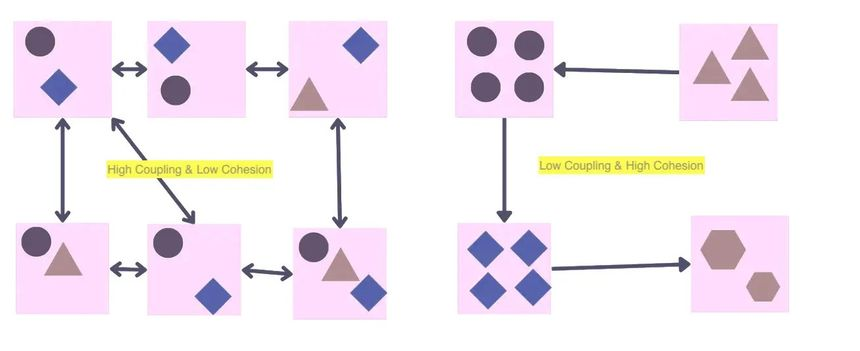 High Coupling & Low Cohesion
Low Coupling & High Cohesion